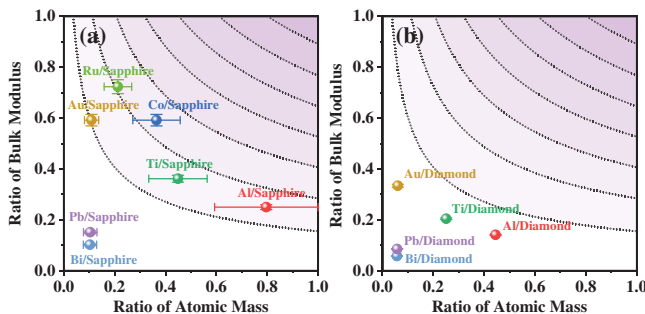 (a)
Ru/Sapphire
Au/Sapphire
Co/Sapphire
Ti/Sapphire
Al/Sapphire
Pb/Sapphire
Bi/Sapphire
1.0
0.8
0.6
0.4
0.2
0.0
0.0 0.2 0.4 0.6 0.8 1.0
Ratio of Bulk Modulus
Ratio of Atomic Mass
(b)
Au/Diamond
Ti/Diamond
Al/Diamond
Pb/Diamond
Bi/Diamond
1.0
0.8
0.6
0.4
0.2
0.0
0.0 0.2 0.4 0.6 0.8 1.0
Ratio of Bulk Modulus
Ratio of Atomic Mass